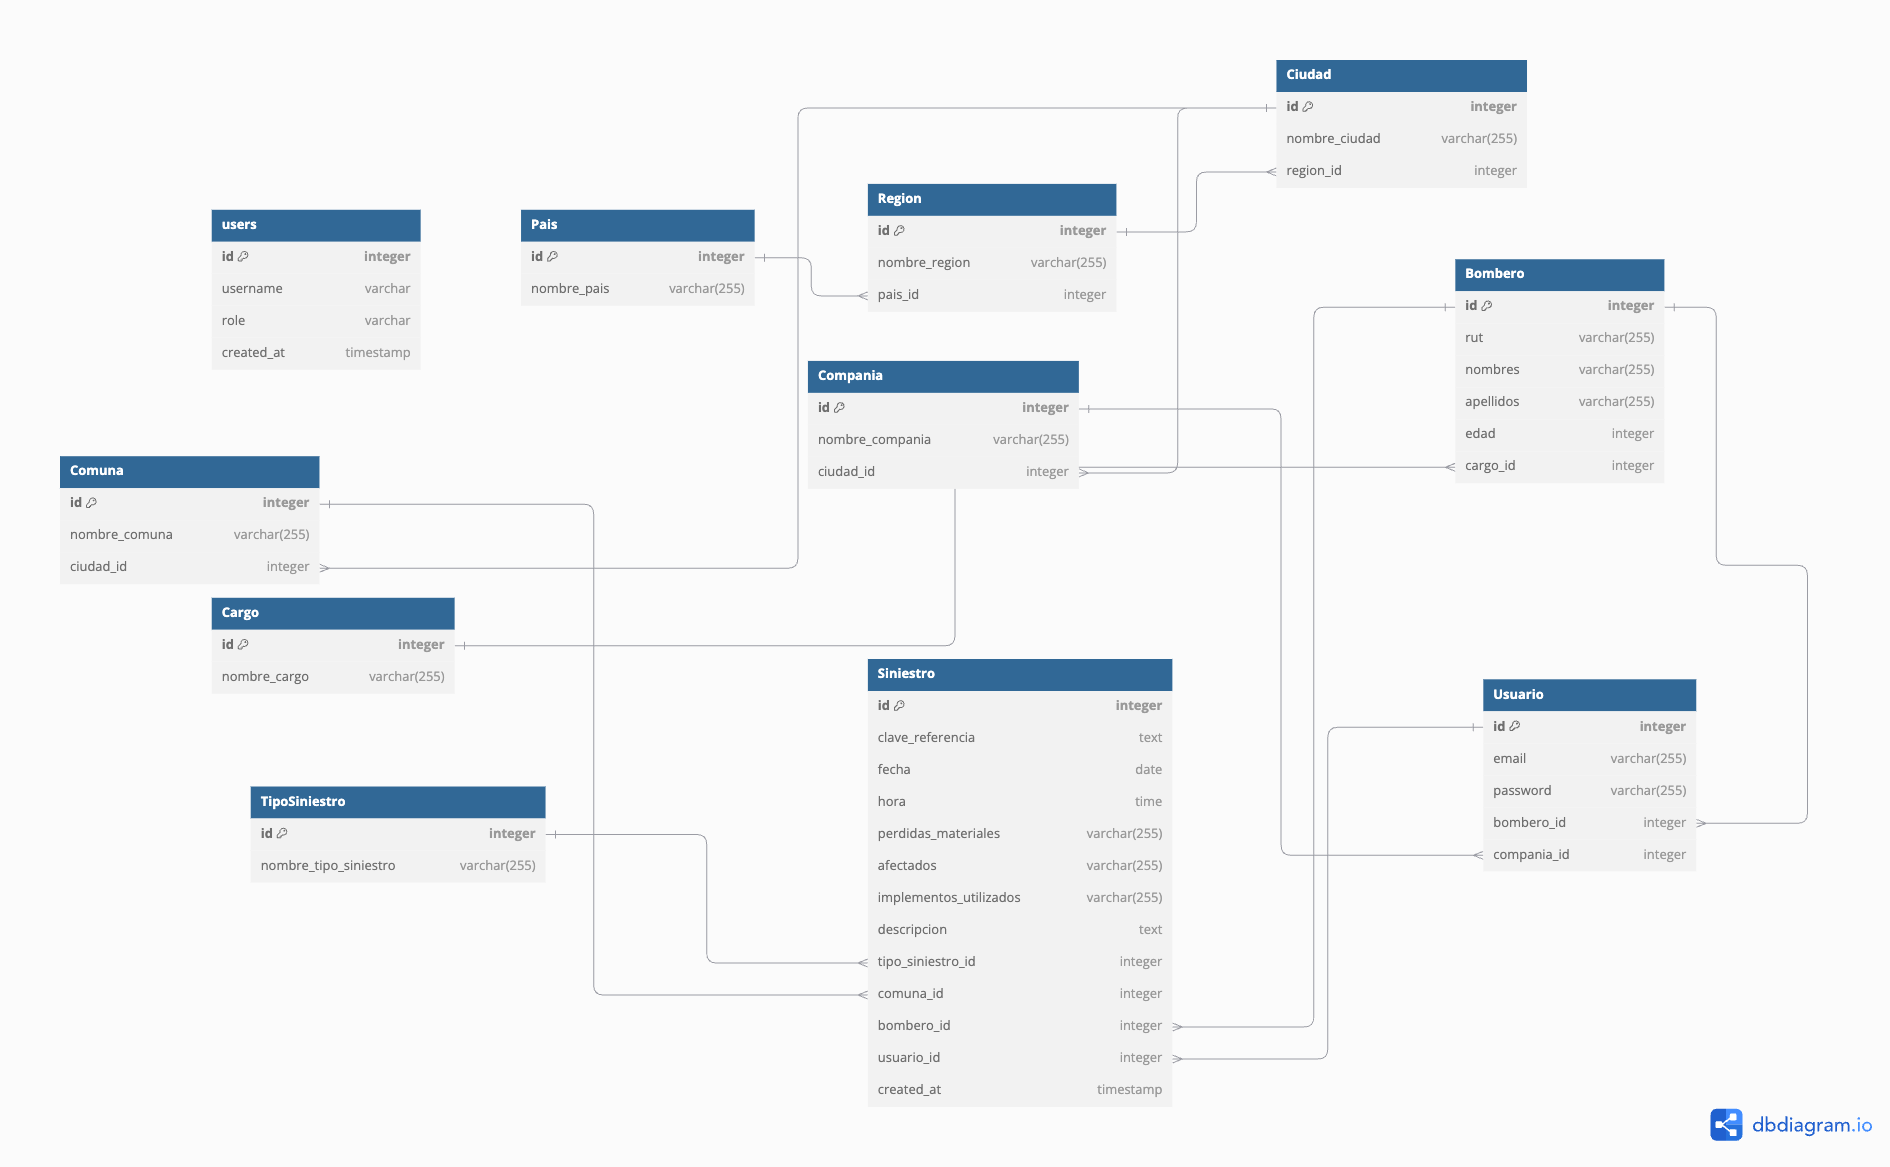 Ciudad
id integer
nombre_ciudad varchar(255)
region_id integer
Region
id integer
nombre_region varchar(255)
pais_id integer
users
id integer
username varchar
role varchar
created_at timestamp
Pais
id integer
nombre_pais varchar(255)
Bombero
id integer
rut varchar(255)
nombres varchar(255)
apellidos varchar(255)
edad integer
cargo_id integer
Compania
id integer
nombre_compania varchar(255)
ciudad_id integer
Comuna
id integer
nombre_comuna varchar(255)
ciudad_id integer
Cargo
id integer
nombre_cargo varchar(255)
Siniestro
id integer
clave_referencia text
fecha date
hora time
perdidas_materiales varchar(255)
afectados varchar(255)
implementos_utilizados varchar(255)
descripcion text
tipo_siniestro_id integer
comuna_id integer
bombero_id integer
usuario_id integer
created_at timestamp
Usuario
id integer
email varchar(255)
password varchar(255)
bombero_id integer
compania_id integer
TipoSiniestro
id integer
nombre_tipo_siniestro varchar(255)
dbdiagram.io